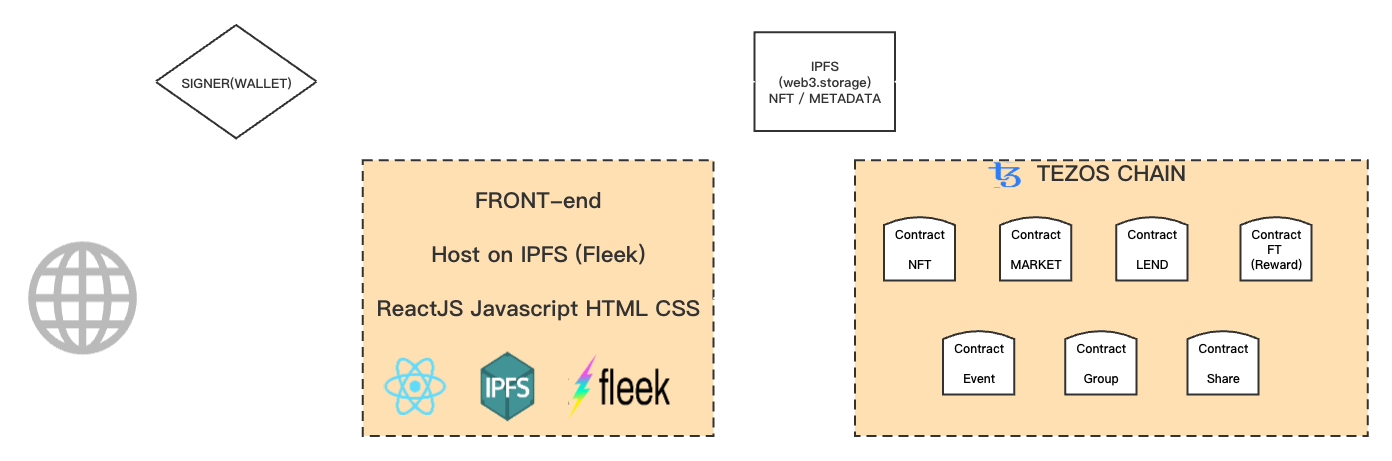 SIGNER(WALLET)
IPFS
(web3.storage)
NFT / METADATA
FRONT-end
Host on IPFS (Fleek)
ReactJS Javascript HTML CSS
IPFS
fleek
TEZOS CHAIN
Contract
NFT
Contract
MARKET
Contract
LEND
Contract
FT
(Reward)
Contract
Event
Contract
Group
Contract
Share